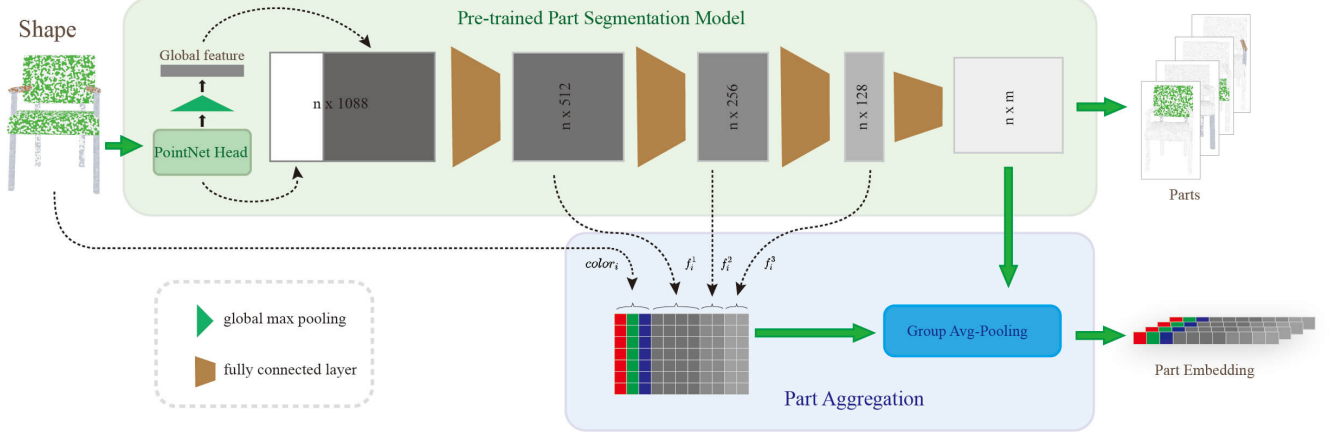 Pre-trained Part Segmentation Model
Shape
Global feature
PointNet Head
n x 1088
n x 512
n x 256
n x 128
n x m
Parts
color_i
f_i^1
f_i^2
f_i^3
global max pooling
fully connected layer
Group Avg-Pooling
Part Embedding
Part Aggregation